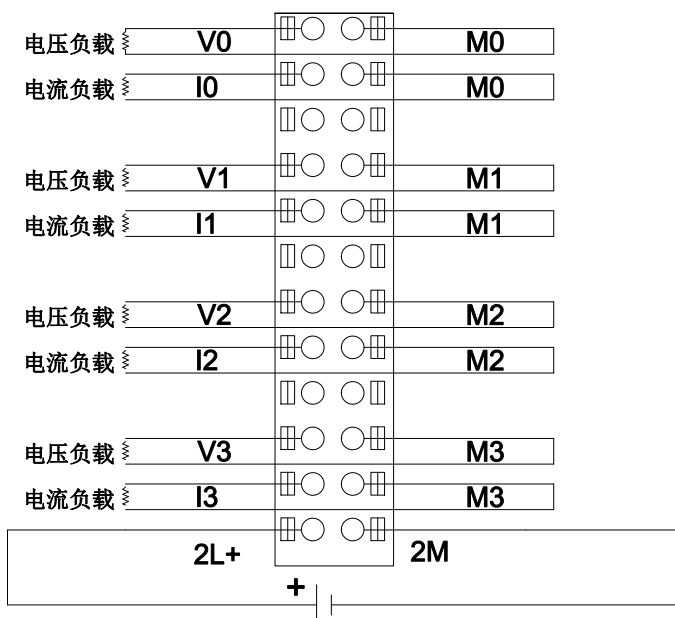 电压负载 V0 M0
电流负载 I0 M0
电压负载 V1 M1
电流负载 I1 M1
电压负载 V2 M2
电流负载 I2 M2
电压负载 V3 M3
电流负载 I3 M3
2L+ 2M
+